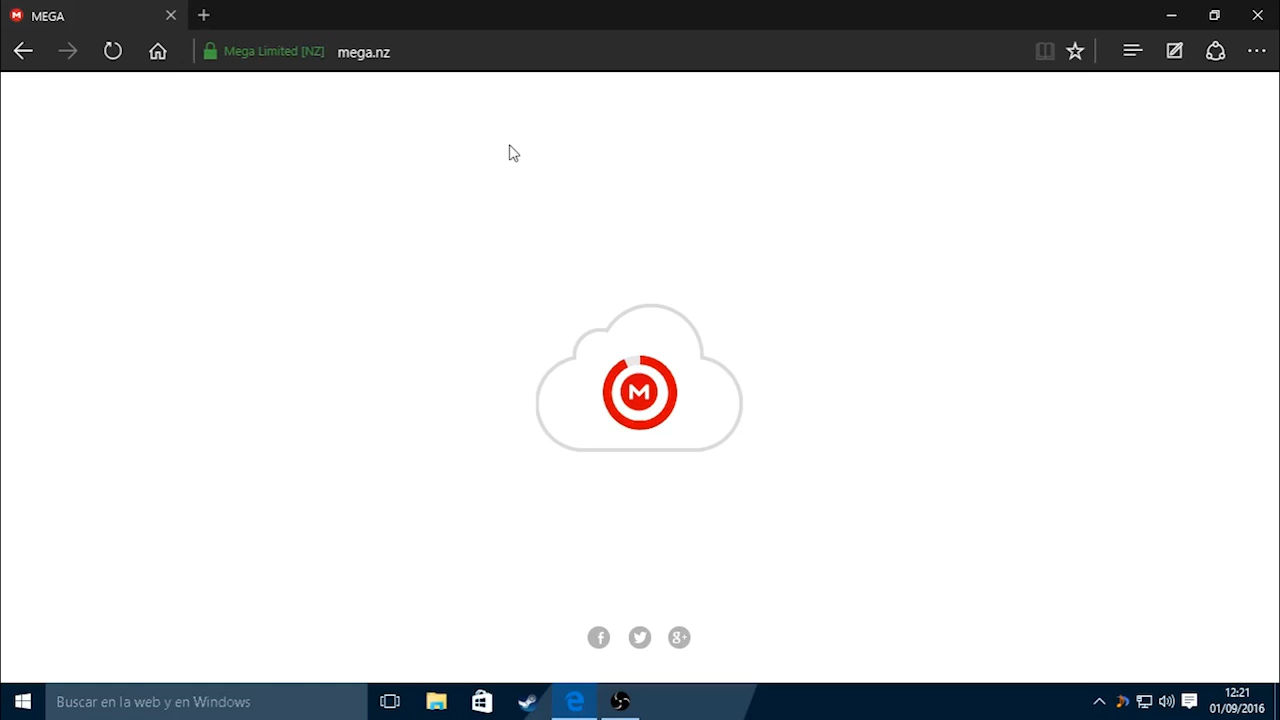 MEGA
Mega Limited [NZ] mega.nz
M
f g+
Buscar en la web y en Windows
12:21
01/09/2016